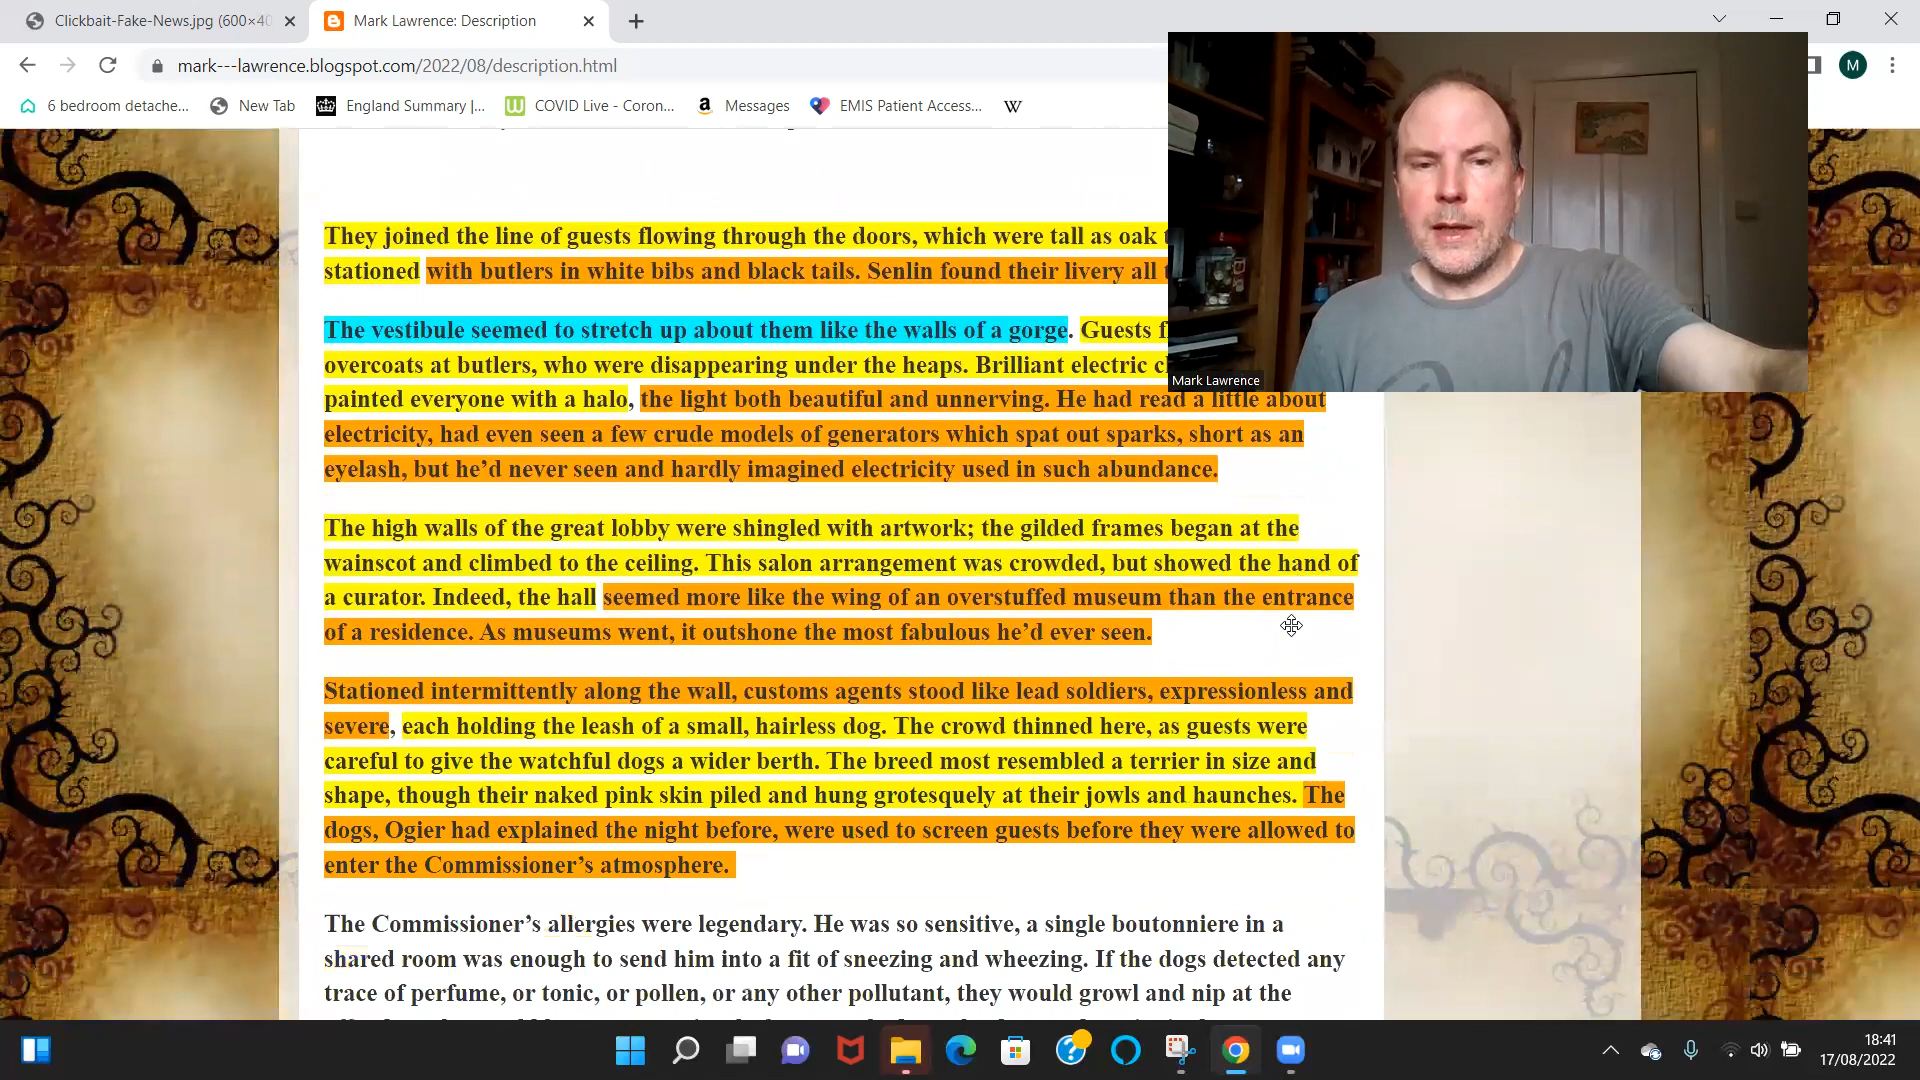 Clickbait-Fake-News.jpg (600×40
Mark Lawrence: Description
mark---lawrence.blogspot.com/2022/08/description.html
M
6 bedroom detache...
New Tab
England Summary |...
COVID Live - Coron...
Messages
EMIS Patient Access...
W
They joined the line of guests flowing through the doors, which were tall as oak
stationed with butlers in white bibs and black tails. Senlin found their livery all
The vestibule seemed to stretch up about them like the walls of a gorge. Guests
overcoats at butlers, who were disappearing under the heaps. Brilliant electric
painted everyone with a halo, the light both beautiful and unnerving. He had read a little about
electricity, had even seen a few crude models of generators which spat out sparks, short as an
eyelash, but he’d never seen and hardly imagined electricity used in such abundance.
The high walls of the great lobby were shingled with artwork; the gilded frames began at the
wainscot and climbed to the ceiling. This salon arrangement was crowded, but showed the hand of
a curator. Indeed, the hall seemed more like the wing of an overstuffed museum than the entrance
of a residence. As museums went, it outshone the most fabulous he’d ever seen.
Stationed intermittently along the wall, customs agents stood like lead soldiers, expressionless and
severe, each holding the leash of a small, hairless dog. The crowd thinned here, as guests were
careful to give the watchful dogs a wider berth. The breed most resembled a terrier in size and
shape, though their naked pink skin piled and hung grotesquely at their jowls and haunches. The
dogs, Ogier had explained the night before, were used to screen guests before they were allowed to
enter the Commissioner’s atmosphere.
The Commissioner’s allergies were legendary. He was so sensitive, a single boutonniere in a
shared room was enough to send him into a fit of sneezing and wheezing. If the dogs detected any
trace of perfume, or tonic, or pollen, or any other pollutant, they would growl and nip at the
Mark Lawrence
18:41
17/08/2022